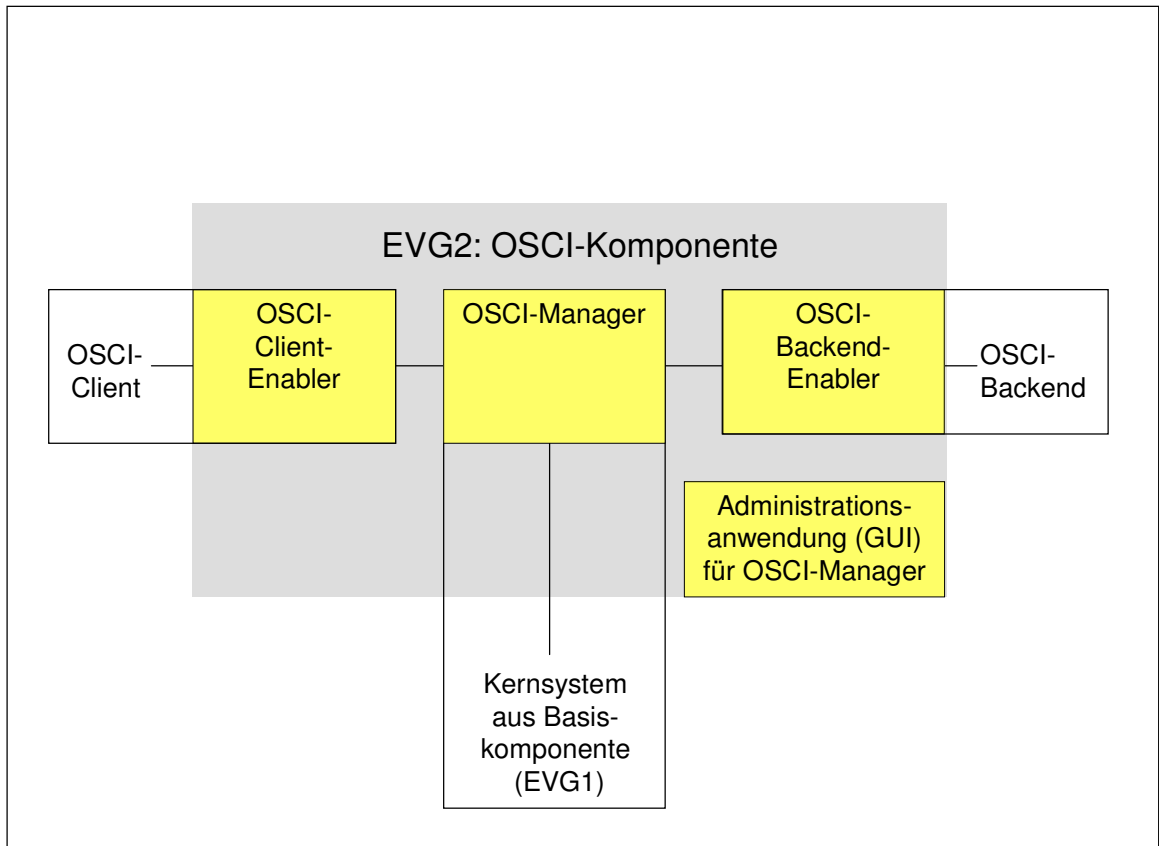 EVG2: OSCI-Komponente
OSCI-
Client
OSCI-
Client-
Enabler
OSCI-Manager
OSCI-
Backend-
Enabler
OSCI-
Backend
Administrations-
anwendung (GUI)
für OSCI-Manager
Kernsystem
aus Basis-
komponente
(EVG1)